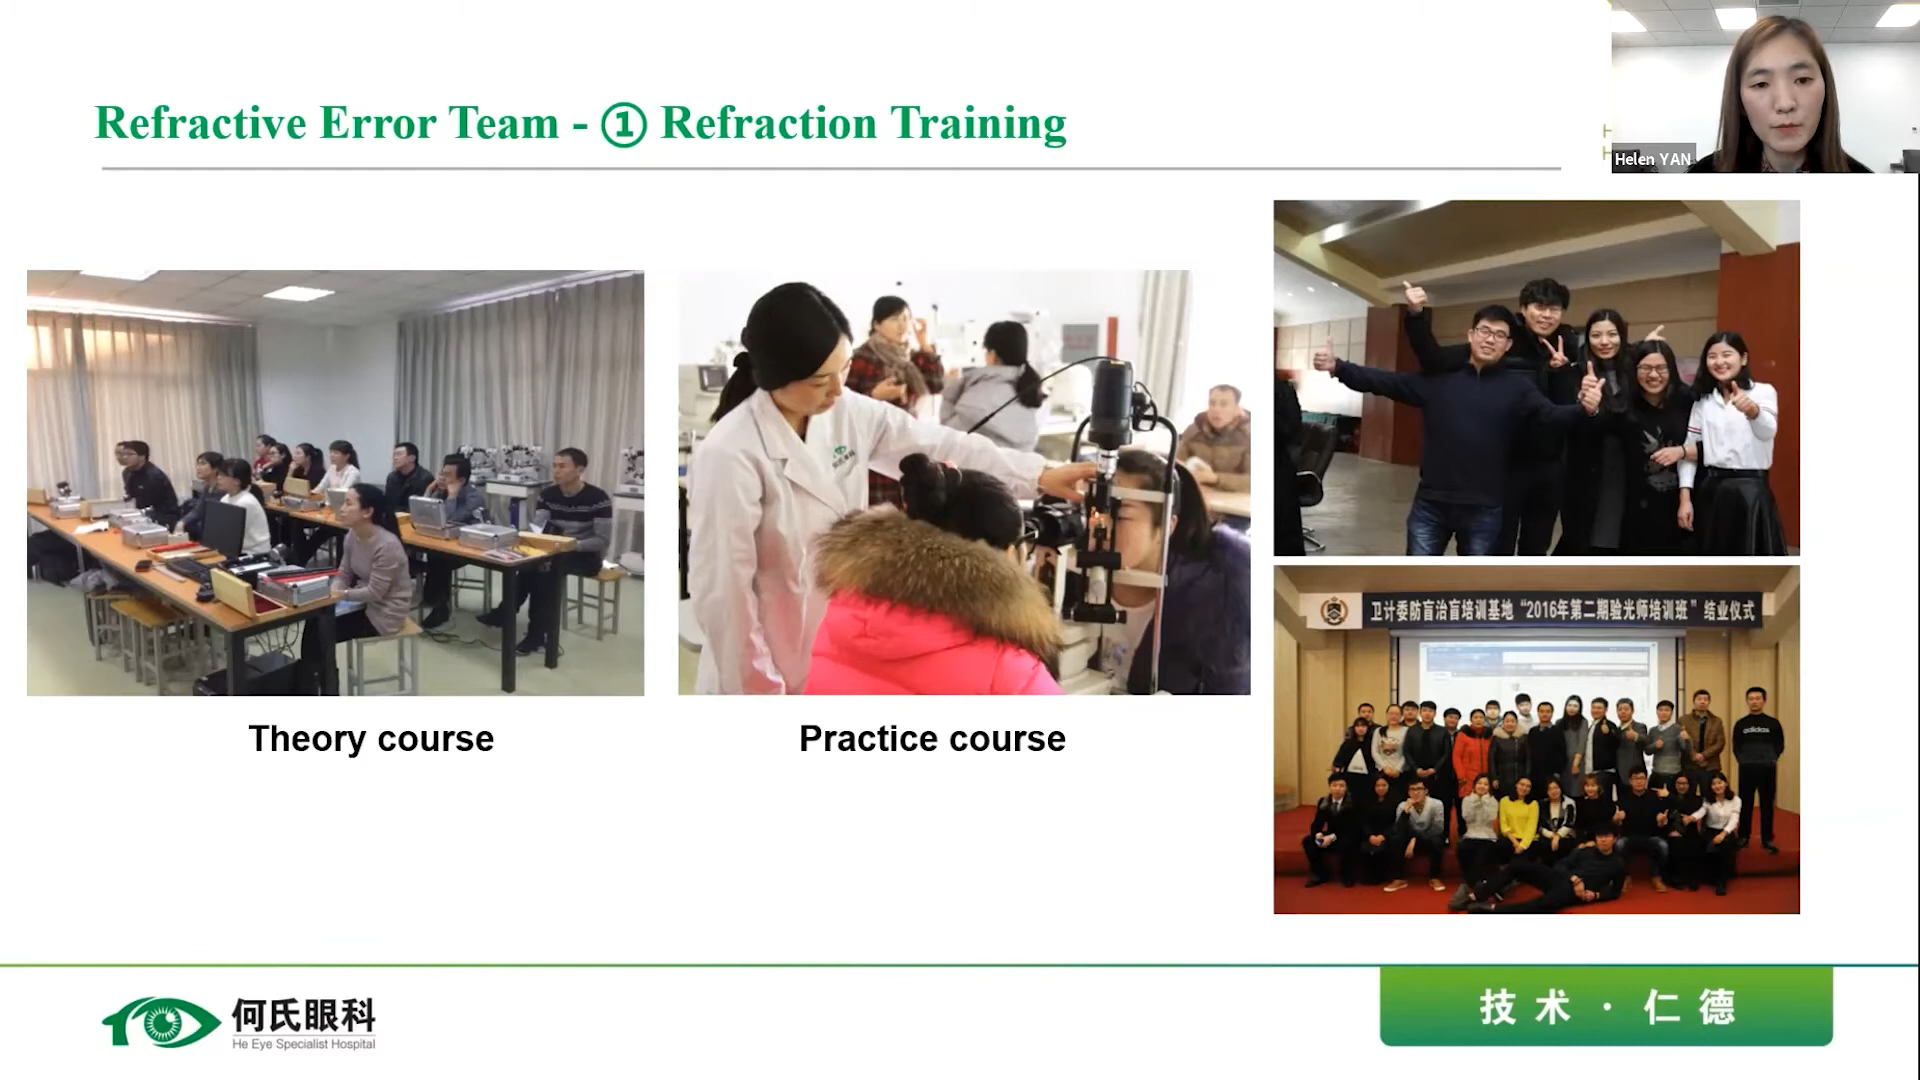 Refractive Error Team - ① Refraction Training
Helen YAN
卫计委防盲治盲培训基地“2016年第二期验光师培训班”结业仪式
adidas
Theory course
Practice course
何氏眼科
He Eye Specialist Hospital
技术·仁德